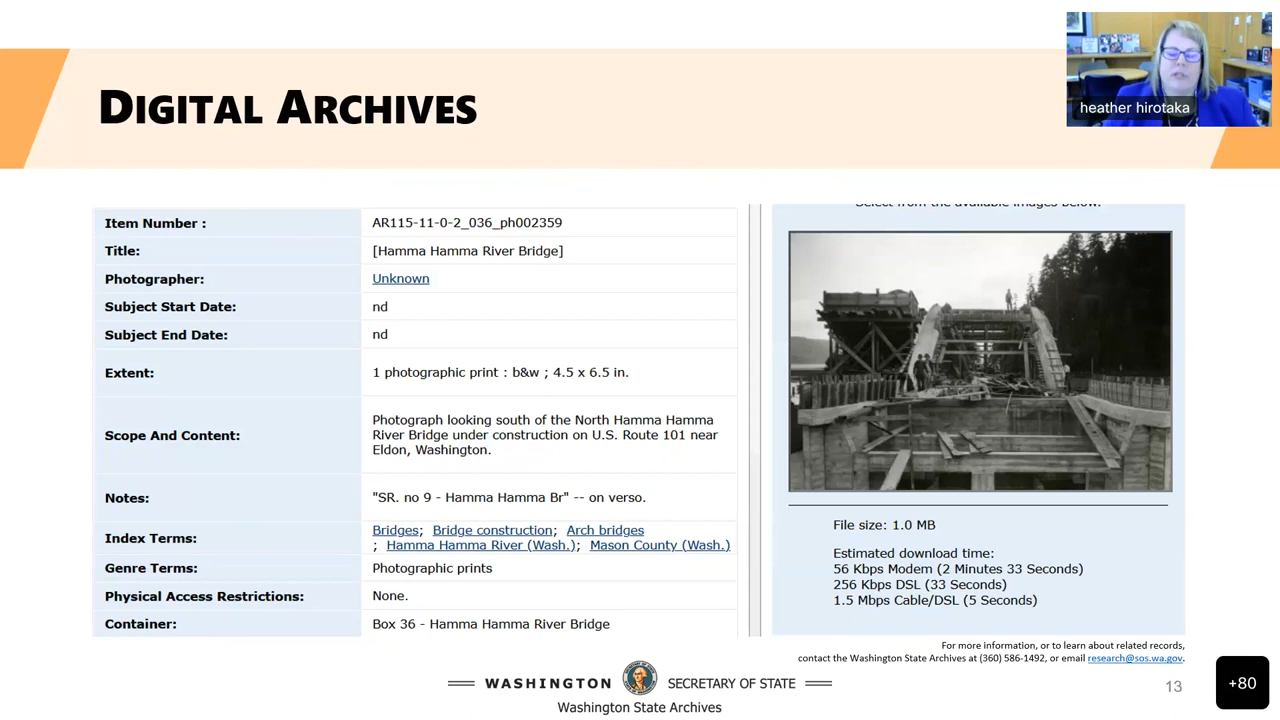 DIGITAL ARCHIVES
heather hirotaka
Item Number : AR115-11-0-2_036_ph002359
Title: [Hamma Hamma River Bridge]
Photographer: Unknown
Subject Start Date: nd
Subject End Date: nd
Extent: 1 photographic print : b&w ; 4.5 x 6.5 in.
Scope And Content: Photograph looking south of the North Hamma Hamma
River Bridge under construction on U.S. Route 101 near
Eldon, Washington.
Notes: "SR. no 9 - Hamma Hamma Br" -- on verso.
Index Terms: Bridges; Bridge construction; Arch bridges
; Hamma Hamma River (Wash.); Mason County (Wash.)
Genre Terms: Photographic prints
Physical Access Restrictions: None.
Container: Box 36 - Hamma Hamma River Bridge
Select from the available images below.
File size: 1.0 MB
Estimated download time:
56 Kbps Modem (2 Minutes 33 Seconds)
256 Kbps DSL (33 Seconds)
1.5 Mbps Cable/DSL (5 Seconds)
For more information, or to learn about related records,
contact the Washington State Archives at (360) 586-1492, or email research@sos.wa.gov.
WASHINGTON SECRETARY OF STATE
Washington State Archives
13
+80